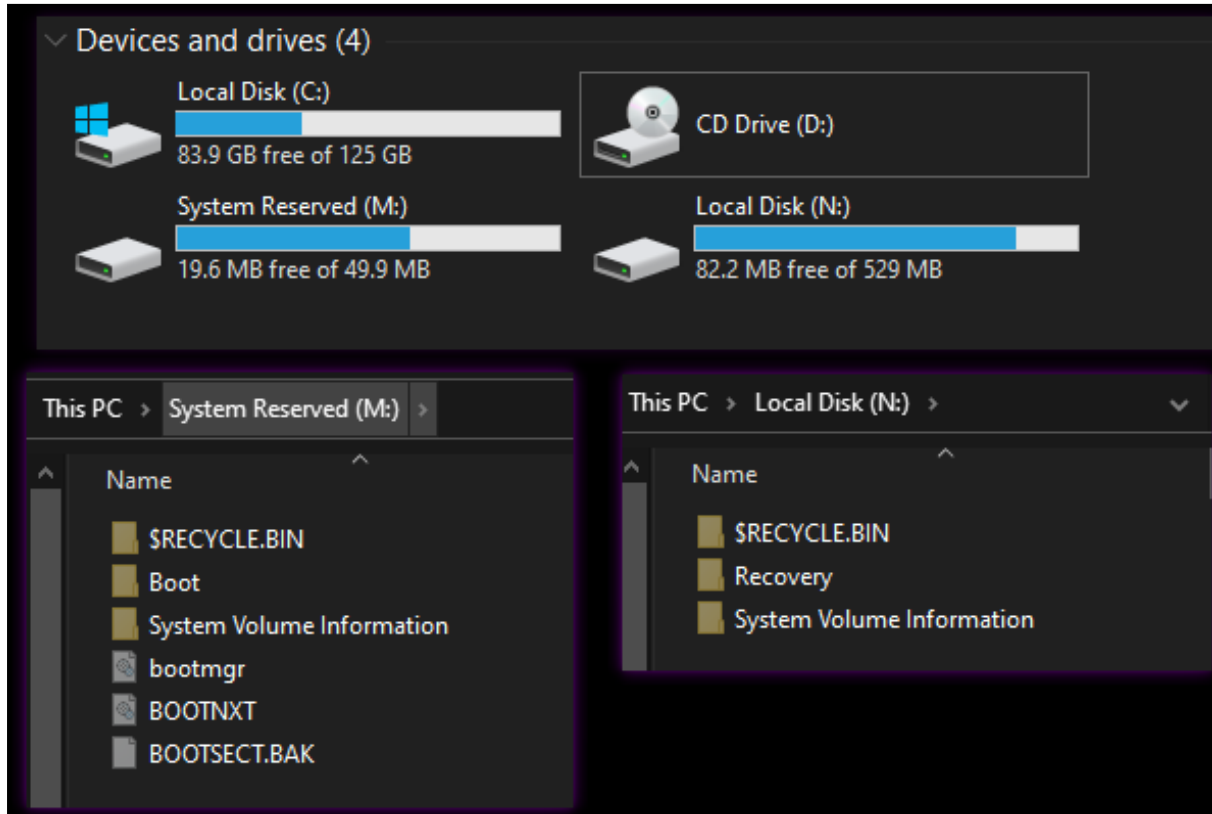 Devices and drives (4)
Local Disk (C:)
83.9 GB free of 125 GB
CD Drive (D:)
System Reserved (M:)
19.6 MB free of 49.9 MB
Local Disk (N:)
82.2 MB free of 529 MB
This PC > System Reserved (M:) >
Name
$RECYCLE.BIN
Boot
System Volume Information
bootmgr
BOOTNXT
BOOTSECT.BAK
This PC > Local Disk (N:) >
Name
$RECYCLE.BIN
Recovery
System Volume Information